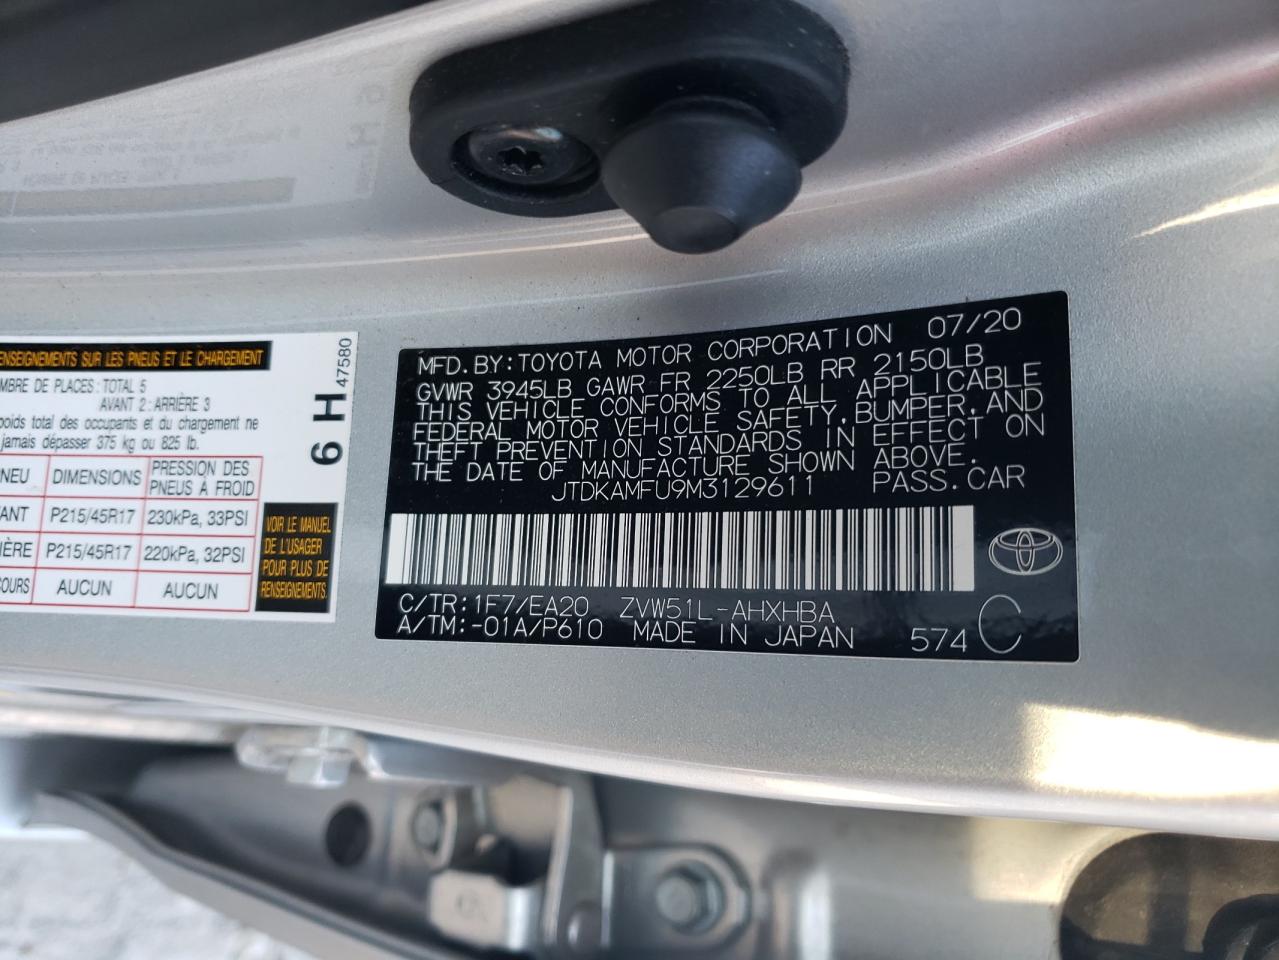 ENSEIGNEMENTS SUR LES PNEUS ET LE CHARGEMENT
MBRE DE PLACES: TOTAL 5
AVANT 2: ARRIÈRE 3
poids total des occupants et du chargement ne
jamais dépasser 375 kg ou 825 lb.
NEU DIMENSIONS PRESSION DES PNEUS À FROID
ANT P215/45R17 230kPa, 33PSI
IÈRE P215/45R17 220kPa, 32PSI
COURS AUCUN AUCUN
VOIR LE MANUEL
DE L'USAGER
POUR PLUS DE
RENSEIGNEMENTS
6 H 47580
MFD. BY: TOYOTA MOTOR CORPORATION 07/20
GVWR 3945LB GAWR FR 2250LB RR 2150LB
THIS VEHICLE CONFORMS TO ALL APPLICABLE
FEDERAL MOTOR VEHICLE SAFETY, BUMPER, AND
THEFT PREVENTION STANDARDS IN EFFECT ON
THE DATE OF MANUFACTURE SHOWN ABOVE.
JTDKAMFU9M3129611 PASS. CAR
C/TR: 1F7/EA20 ZVW51L-AHXHBA
A/TM: -01A/P610 MADE IN JAPAN 574 C